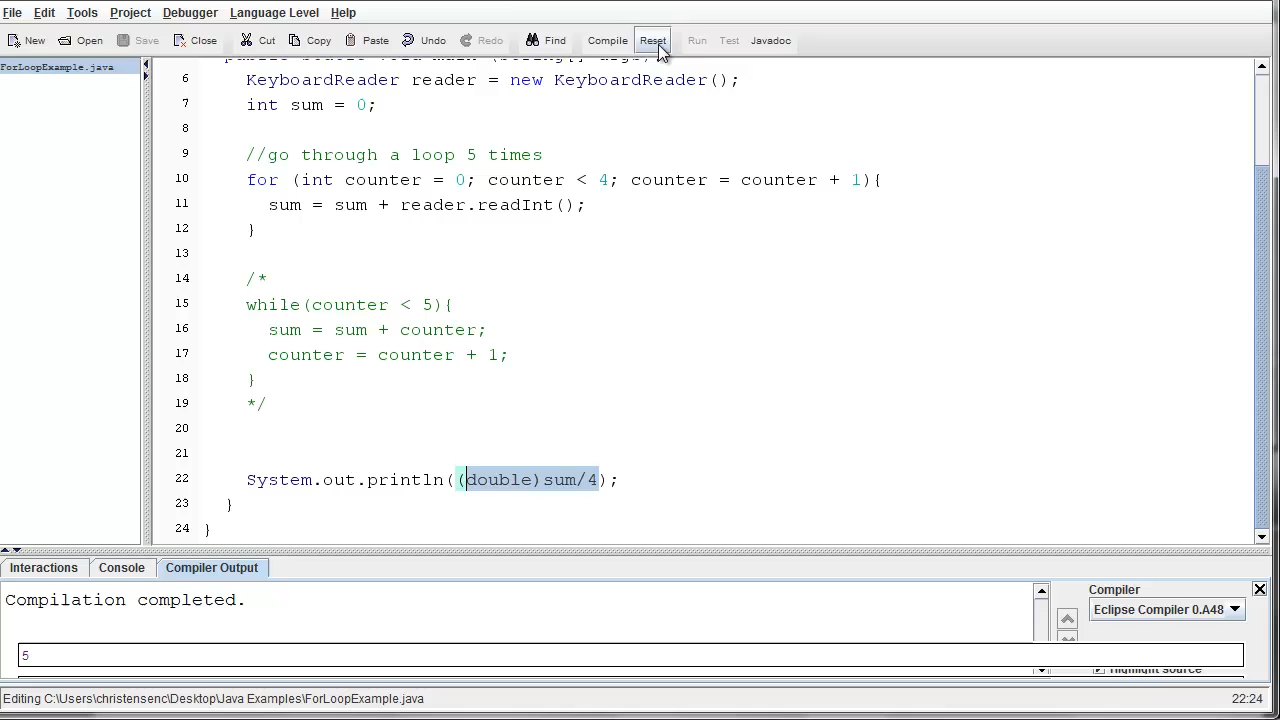 File Edit Tools Project Debugger Language Level Help
New Open Save Close Cut Copy Paste Undo Redo Find Compile Reset Run Test Javadoc
ForLoopExample.java
6 KeyboardReader reader = new KeyboardReader();
7 int sum = 0;
8
9 //go through a loop 5 times
10 for (int counter = 0; counter < 4; counter = counter + 1){
11 sum = sum + reader.readInt();
12 }
13
14 /*
15 while(counter < 5){
16 sum = sum + counter;
17 counter = counter + 1;
18 }
19 */
20
21
22 System.out.println((double)sum/4);
23 }
24 }
Interactions Console Compiler Output
Compilation completed.
Compiler
Eclipse Compiler 0.A48
5
Highlight source
Editing C:\Users\christensenc\Desktop\Java Examples\ForLoopExample.java 22:24